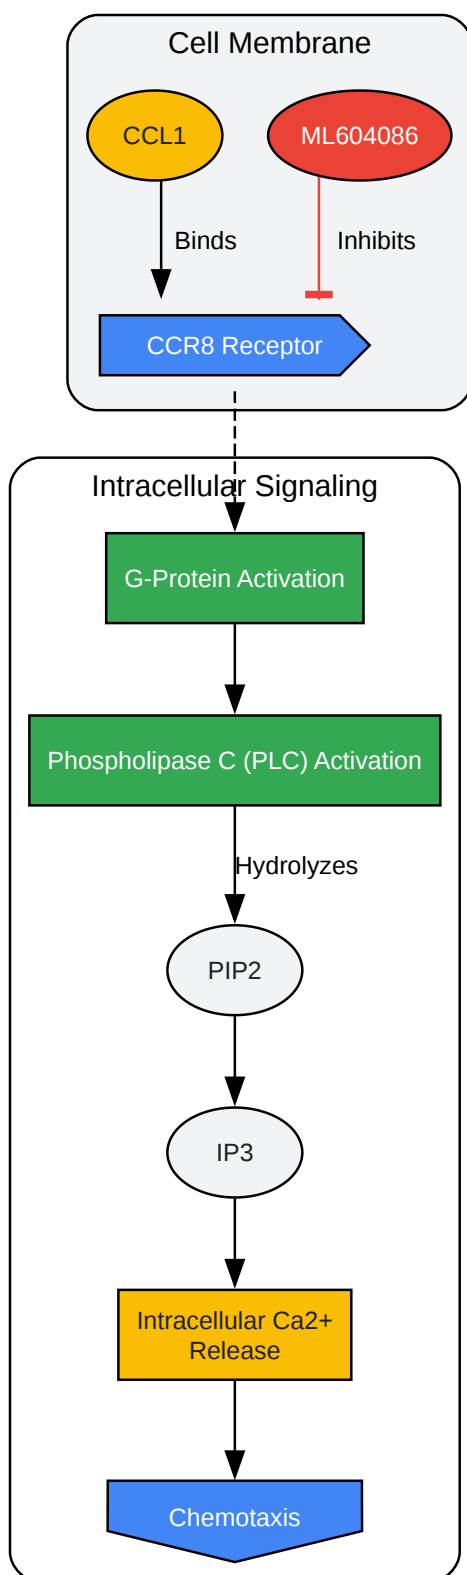 Cell Membrane
CCL1
ML604086
Binds
Inhibits
CCR8 Receptor
Intracellular Signaling
G-Protein Activation
Phospholipase C (PLC) Activation
Hydrolyzes
PIP2
IP3
Intracellular Ca2+
Release
Chemotaxis